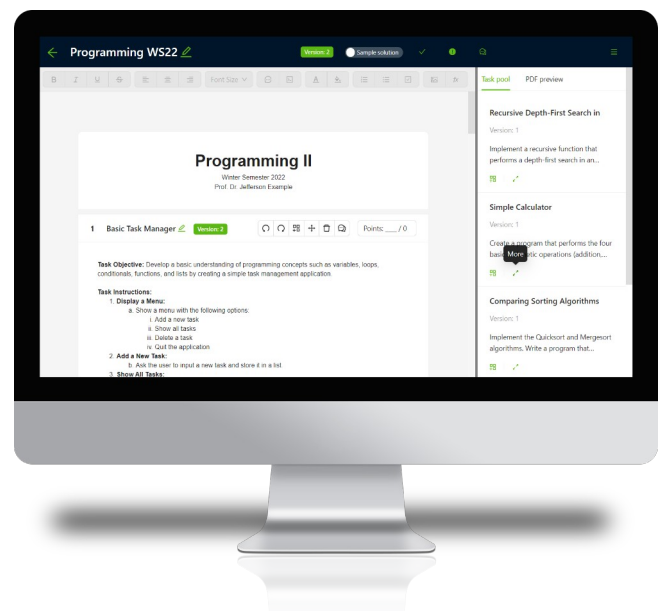 Programming WS22
Version: 2
Sample solution
B I U S
Font Size
fx
Task pool
PDF preview
Programming II
Winter Semester 2022
Prof. Dr. Jefferson Example
1 Basic Task Manager Version: 2
Points: ___ / 0
Task Objective: Develop a basic understanding of programming concepts such as variables, loops,
conditionals, functions, and lists by creating a simple task management application.
Task Instructions:
1. Display a Menu:
a. Show a menu with the following options:
i. Add a new task
ii. Show all tasks
iii. Delete a task
iv. Quit the application
2. Add a New Task:
b. Ask the user to input a new task and store it in a list.
3. Show All Tasks:
Recursive Depth-First Search in
Version: 1
Implement a recursive function that
performs a depth-first search in an...
Simple Calculator
Version: 1
Create a program that performs the four
etic operations (addition....
More
Comparing Sorting Algorithms
Version: 1
Implement the Quicksort and Mergesort
algorithms. Write a program that...